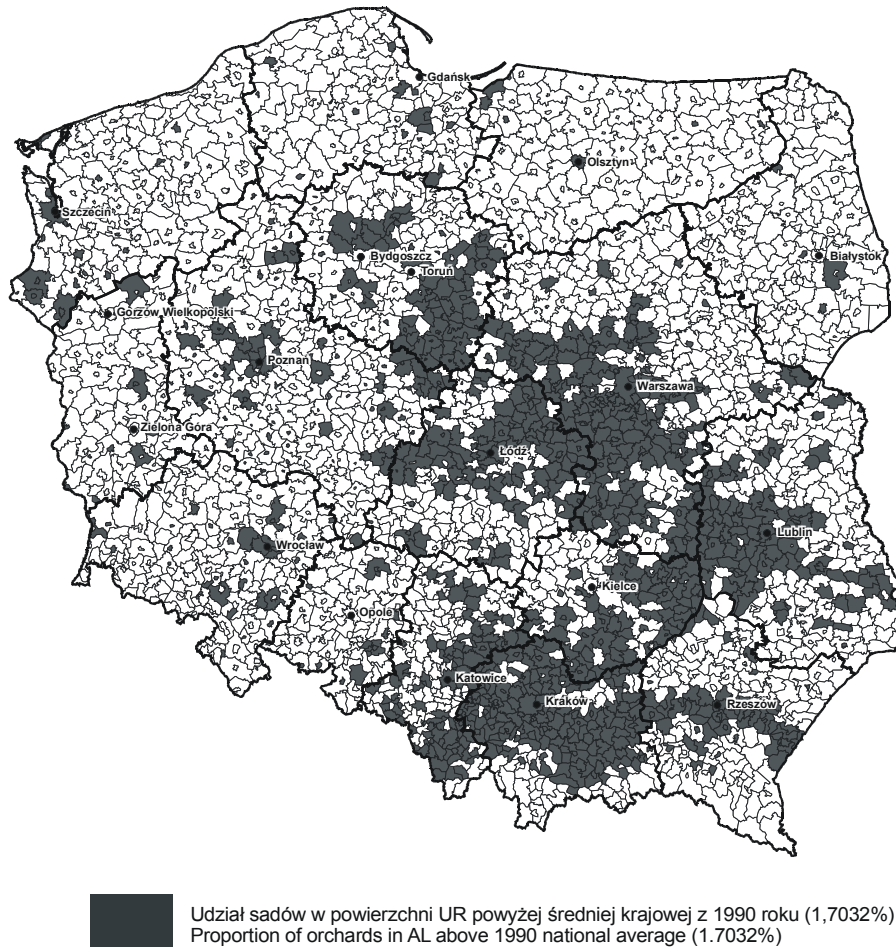 Gdańsk
Olsztyn
Szczecin
Bydgoszcz
Białystok
Toruń
Gorzów Wielkopolski
Poznań
Warszawa
Zielona Góra
Łódź
Lublin
Wrocław
Kielce
Opole
Katowice
Kraków
Rzeszów
Udział sadów w powierzchni UR powyżej średniej krajowej z 1990 roku (1,7032%)
Proportion of orchards in AL above 1990 national average (1.7032%)